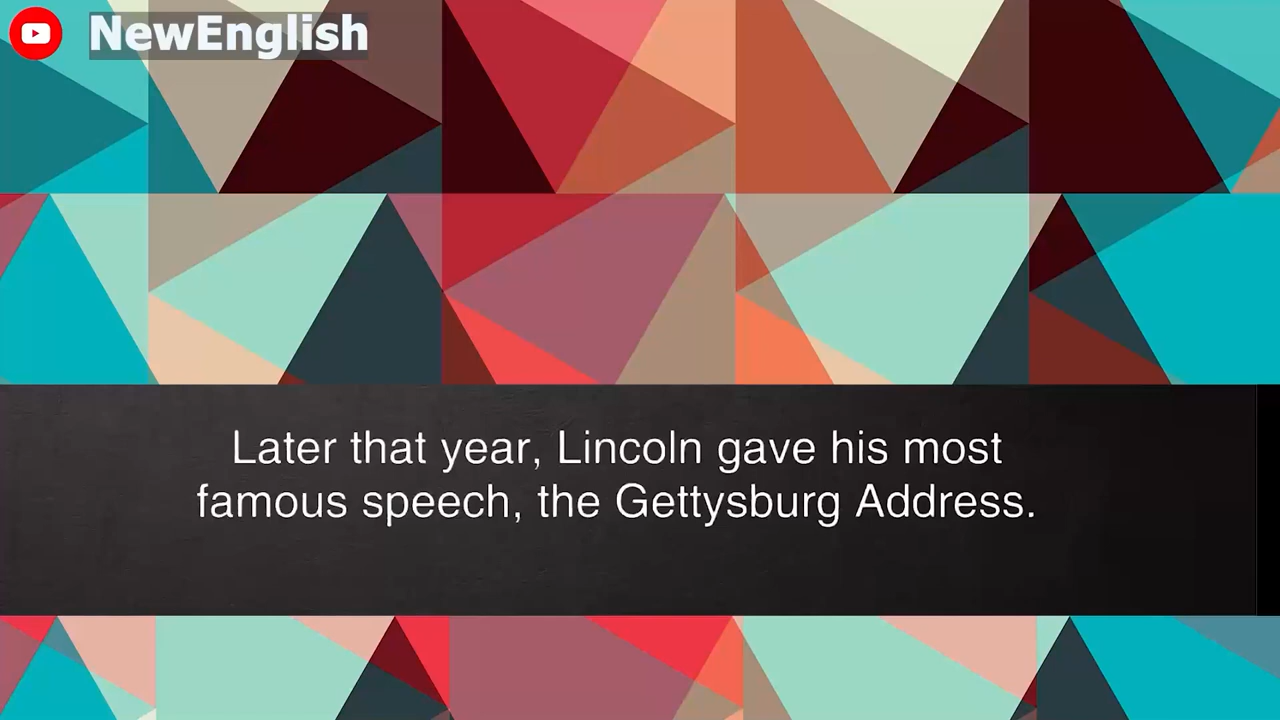 NewEnglish
Later that year, Lincoln gave his most
famous speech, the Gettysburg Address.